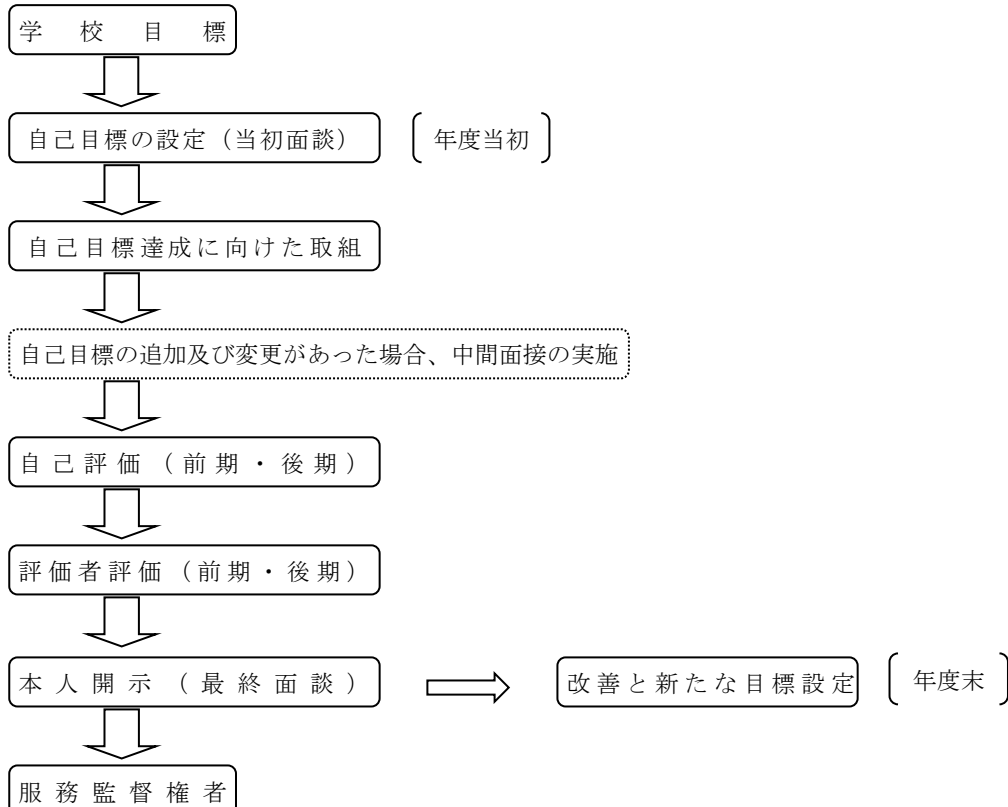 学校目標
自己目標の設定（当初面談） 年度当初
自己目標達成に向けた取組
自己目標の追加及び変更があった場合、中間面接の実施
自己評価（前期・後期）
評価者評価（前期・後期）
本人開示（最終面談） 改善と新たな目標設定 年度末
服務監督権者